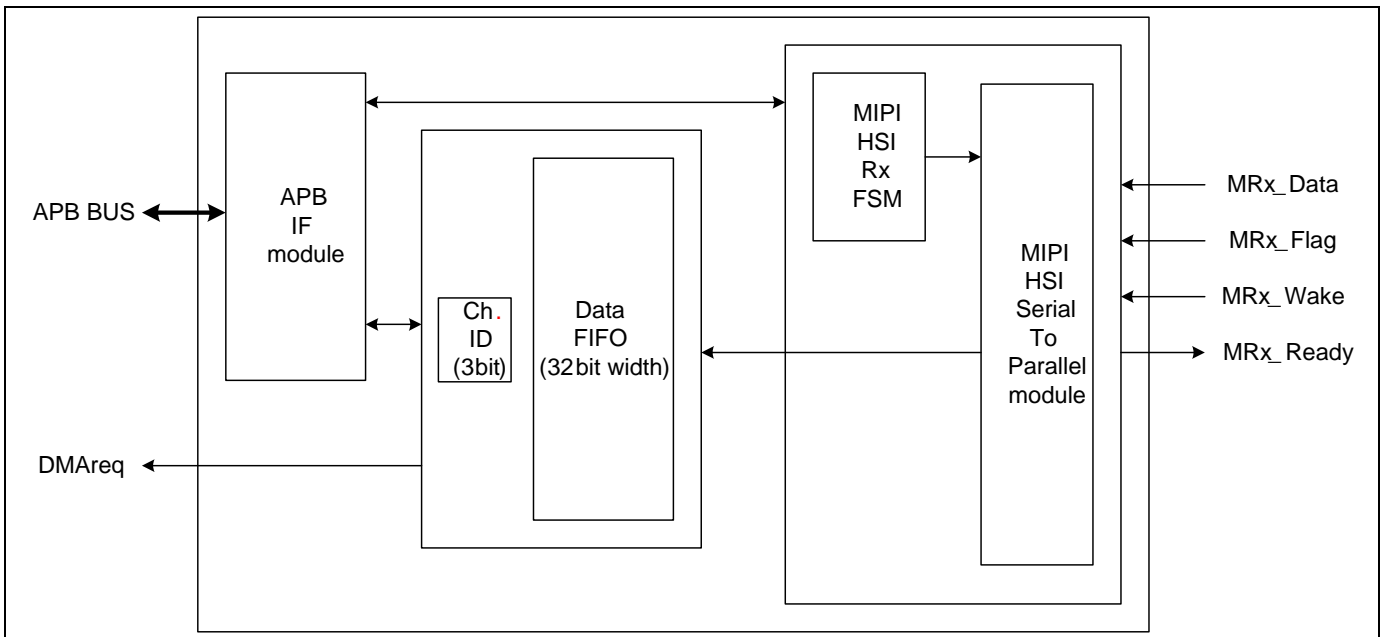 APB BUS
DMAreq
APB
IF
module
Ch.
ID
(3bit)
Data
FIFO
(32bit width)
MIPI
HSI
Rx
FSM
MIPI
HSI
Serial
To
Parallel
module
MRx_Data
MRx_Flag
MRx_Wake
MRx_Ready